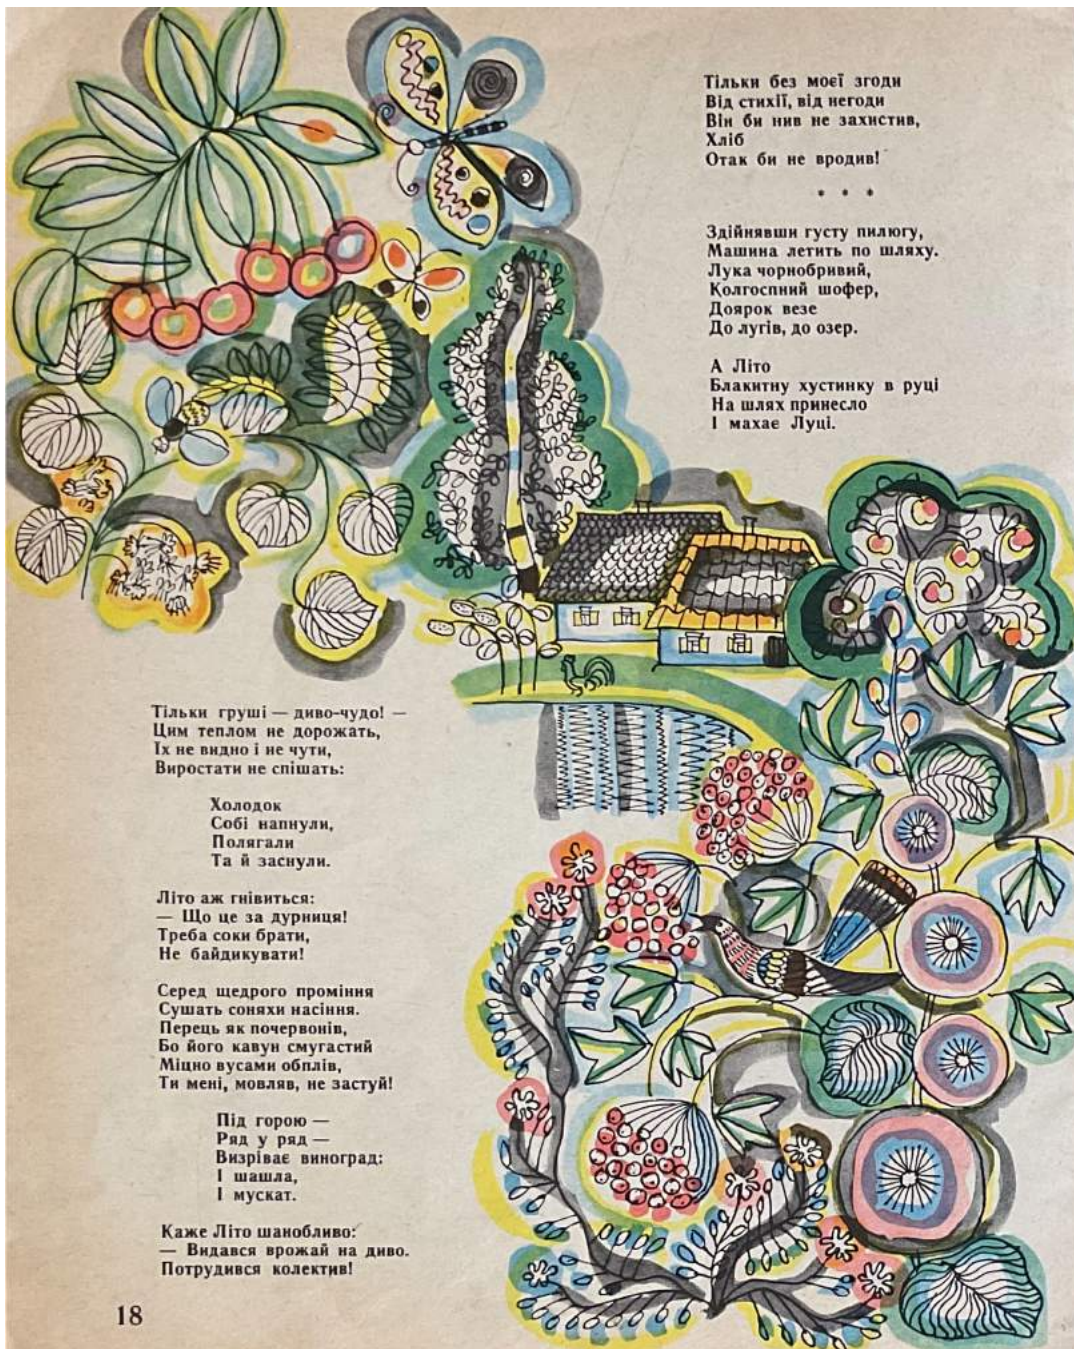 Тільки груші — диво-чудо! —
Цим теплом не дорожать,
Їх не видно і не чути,
Виростати не спішать:
Холодок
Собі напнули,
Полягали
Та й заснули.
Літо аж гнівиться:
— Що це за дурниця!
Треба соки брати,
Не байдикувати!
Серед щедрого проміння
Сушать соняхи насіння.
Перець як почервонів,
Бо його кавун смугастий
Міцно вусами обплів,
Ти мені, мовляв, не застуй!
Під горою —
Ряд у ряд —
Визріває виноград:
І шашла,
І мускат.
Каже Літо шанобливо:
— Видався врожай на диво.
Потрудився колектив!
Тільки без моєї згоди
Від стихії, від негоди
Він би нив не захистив,
Хліб
Отак би не вродив!
* * *
Здійнявши густу пилюгу,
Машина летить по шляху.
Лука чорнобривий,
Колгоспний шофер,
Доярок везе
До лугів, до озер.
А Літо
Блакитну хустинку в руці
На шлях принесло
І махає Луці.
18